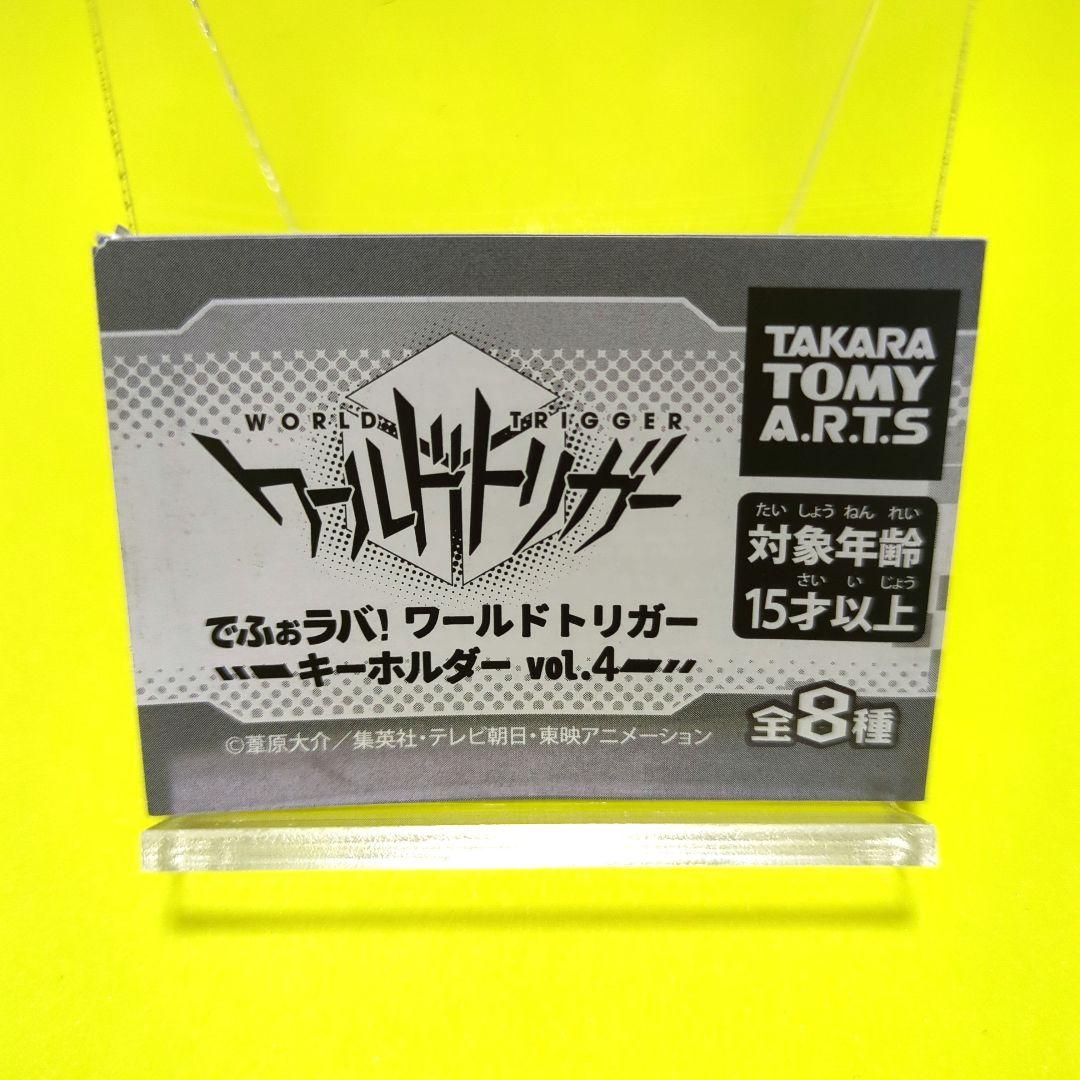 WORLD TRIGGER
ワールドトリガー
でふぉラバ! ワールドトリガー
キーホルダー vol.4
©葦原大介／集英社・テレビ朝日・東映アニメーション
TAKARA
TOMY
A.R.T.S
たいしょうねんれい
対象年齢
さいいじょう
15才以上
全8種